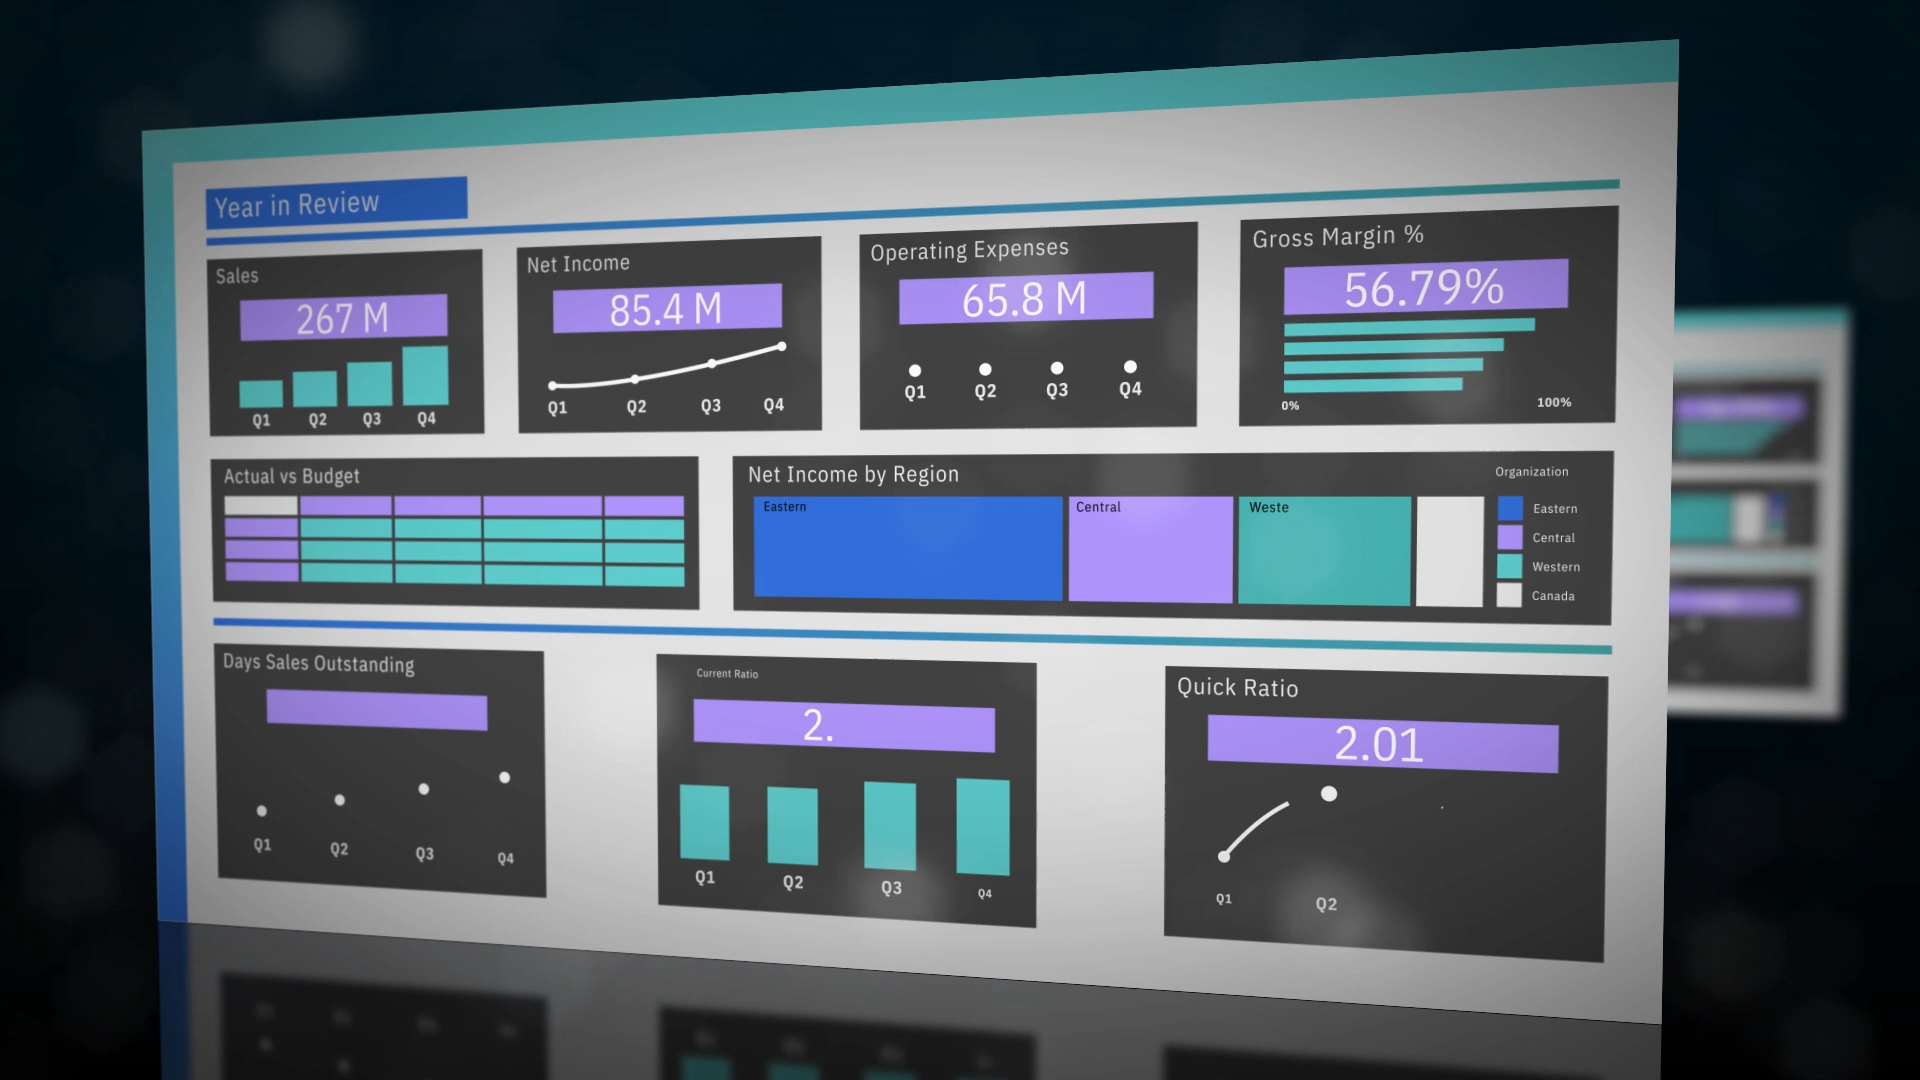 Year in Review
Sales
267 M
Q1 Q2 Q3 Q4
Net Income
85.4 M
Q1 Q2 Q3 Q4
Operating Expenses
65.8 M
Q1 Q2 Q3 Q4
Gross Margin %
56.79%
0% 100%
Actual vs Budget
Net Income by Region
Eastern
Central
Weste
Organization
Eastern
Central
Western
Canada
Days Sales Outstanding
Q1 Q2 Q3 Q4
Current Ratio
2.
Q1 Q2 Q3 Q4
Quick Ratio
2.01
Q1 Q2